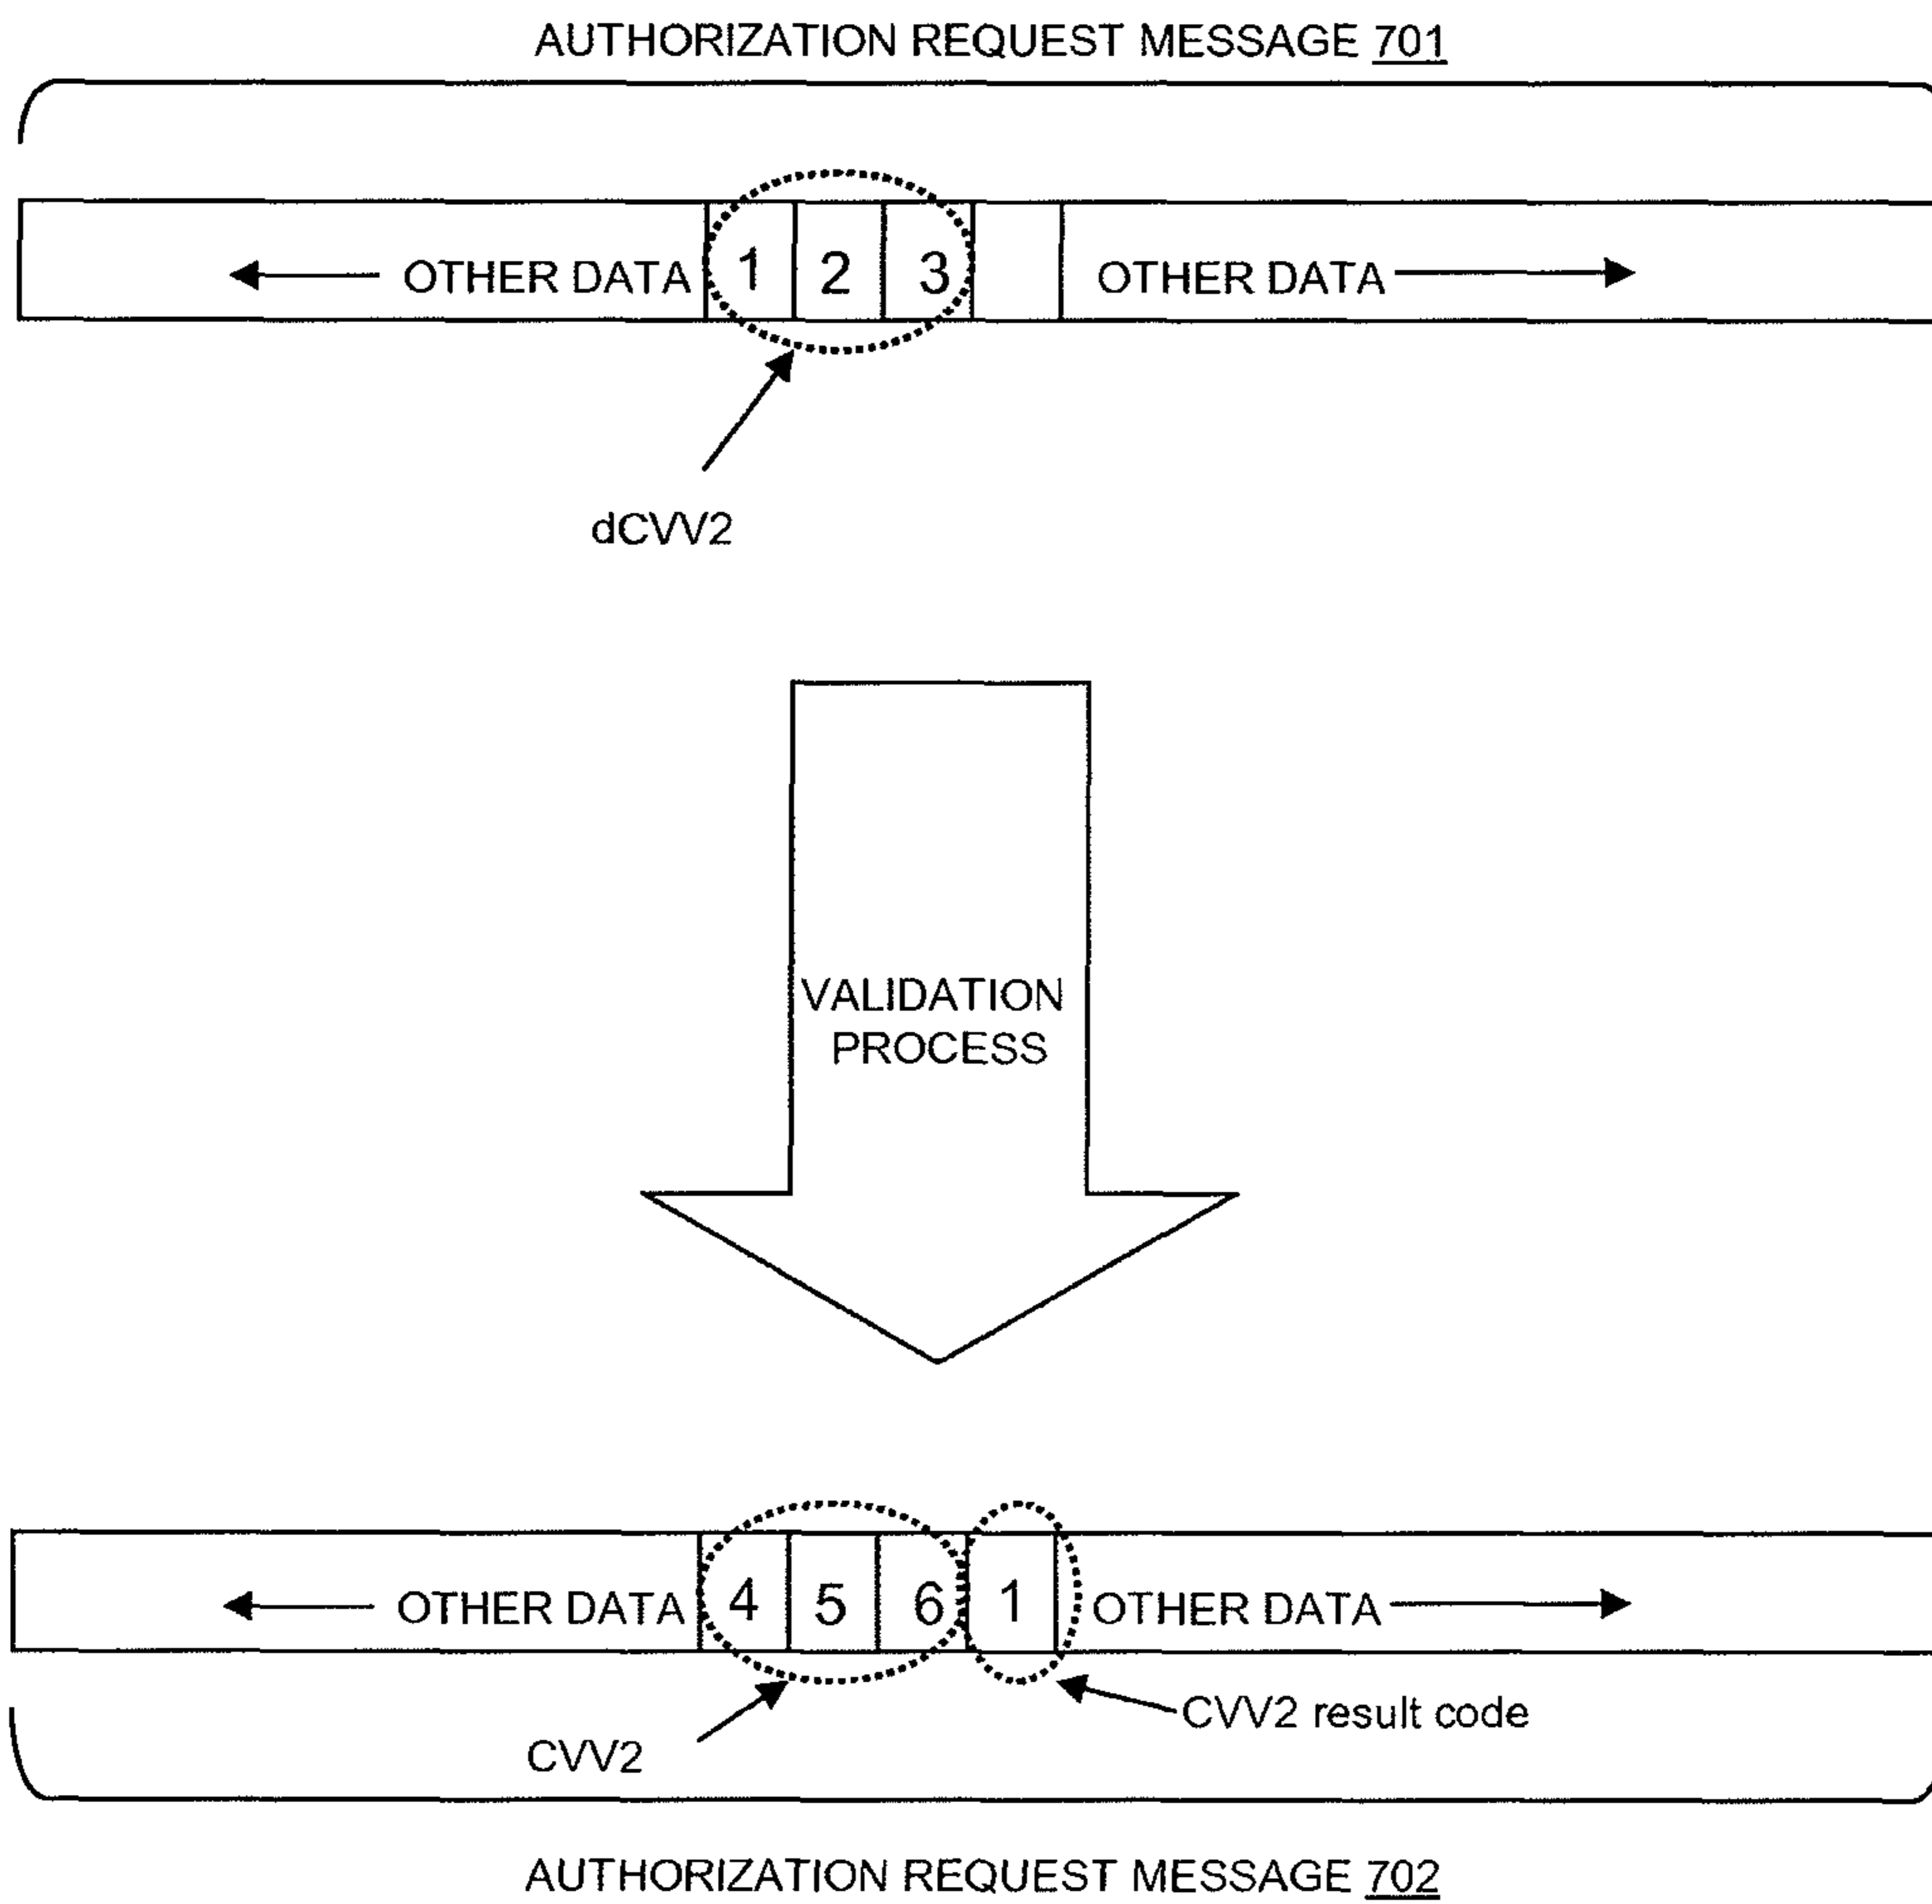 AUTHORIZATION REQUEST MESSAGE 701
OTHER DATA 1 2 3 OTHER DATA
dCVV2
VALIDATION
PROCESS
OTHER DATA 4 5 6 1 OTHER DATA
CVV2 result code
CVV2
AUTHORIZATION REQUEST MESSAGE 702